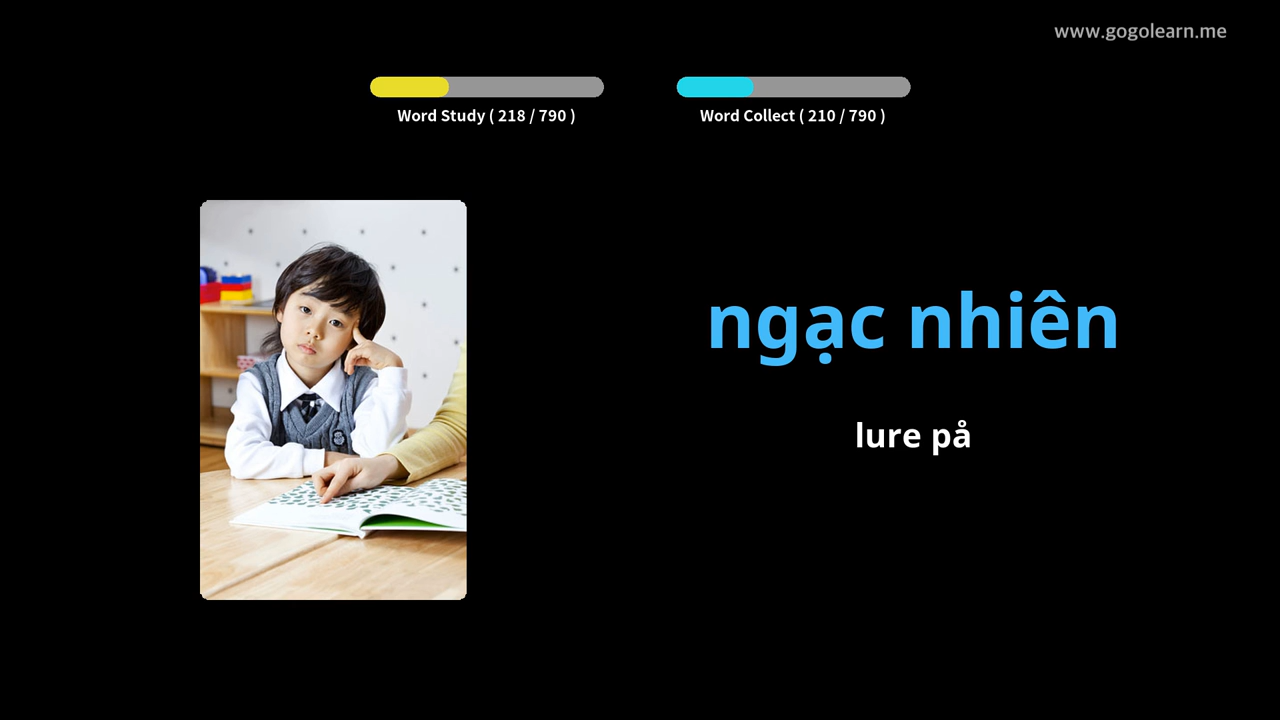 www.gogolearn.me
Word Study ( 218 / 790 )
Word Collect ( 210 / 790 )
ngạc nhiên
lure på